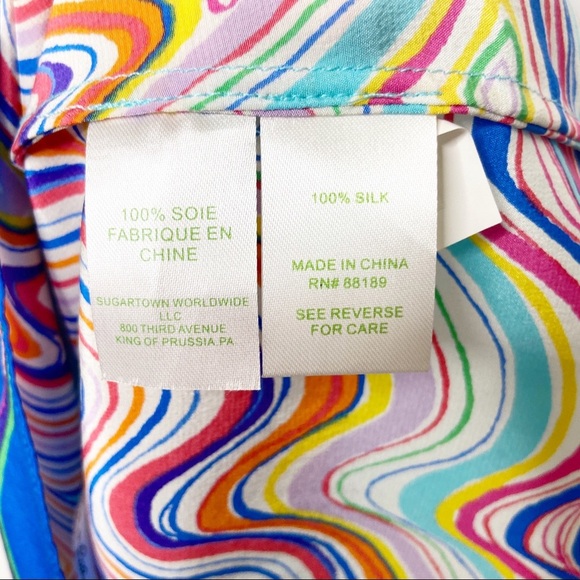 100% SOIE
FABRIQUE EN
CHINE
SUGARTOWN WORLDWIDE
LLC
800 THIRD AVENUE
KING OF PRUSSIA, PA
100% SILK
MADE IN CHINA
RN# 88189
SEE REVERSE
FOR CARE